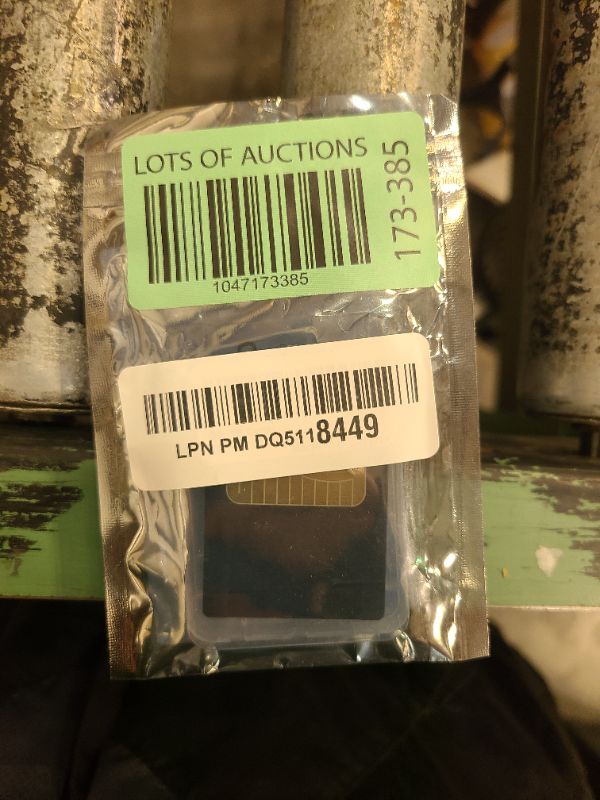 LOTS OF AUCTIONS
173-385
1047173385
LPN PM DQ5118449